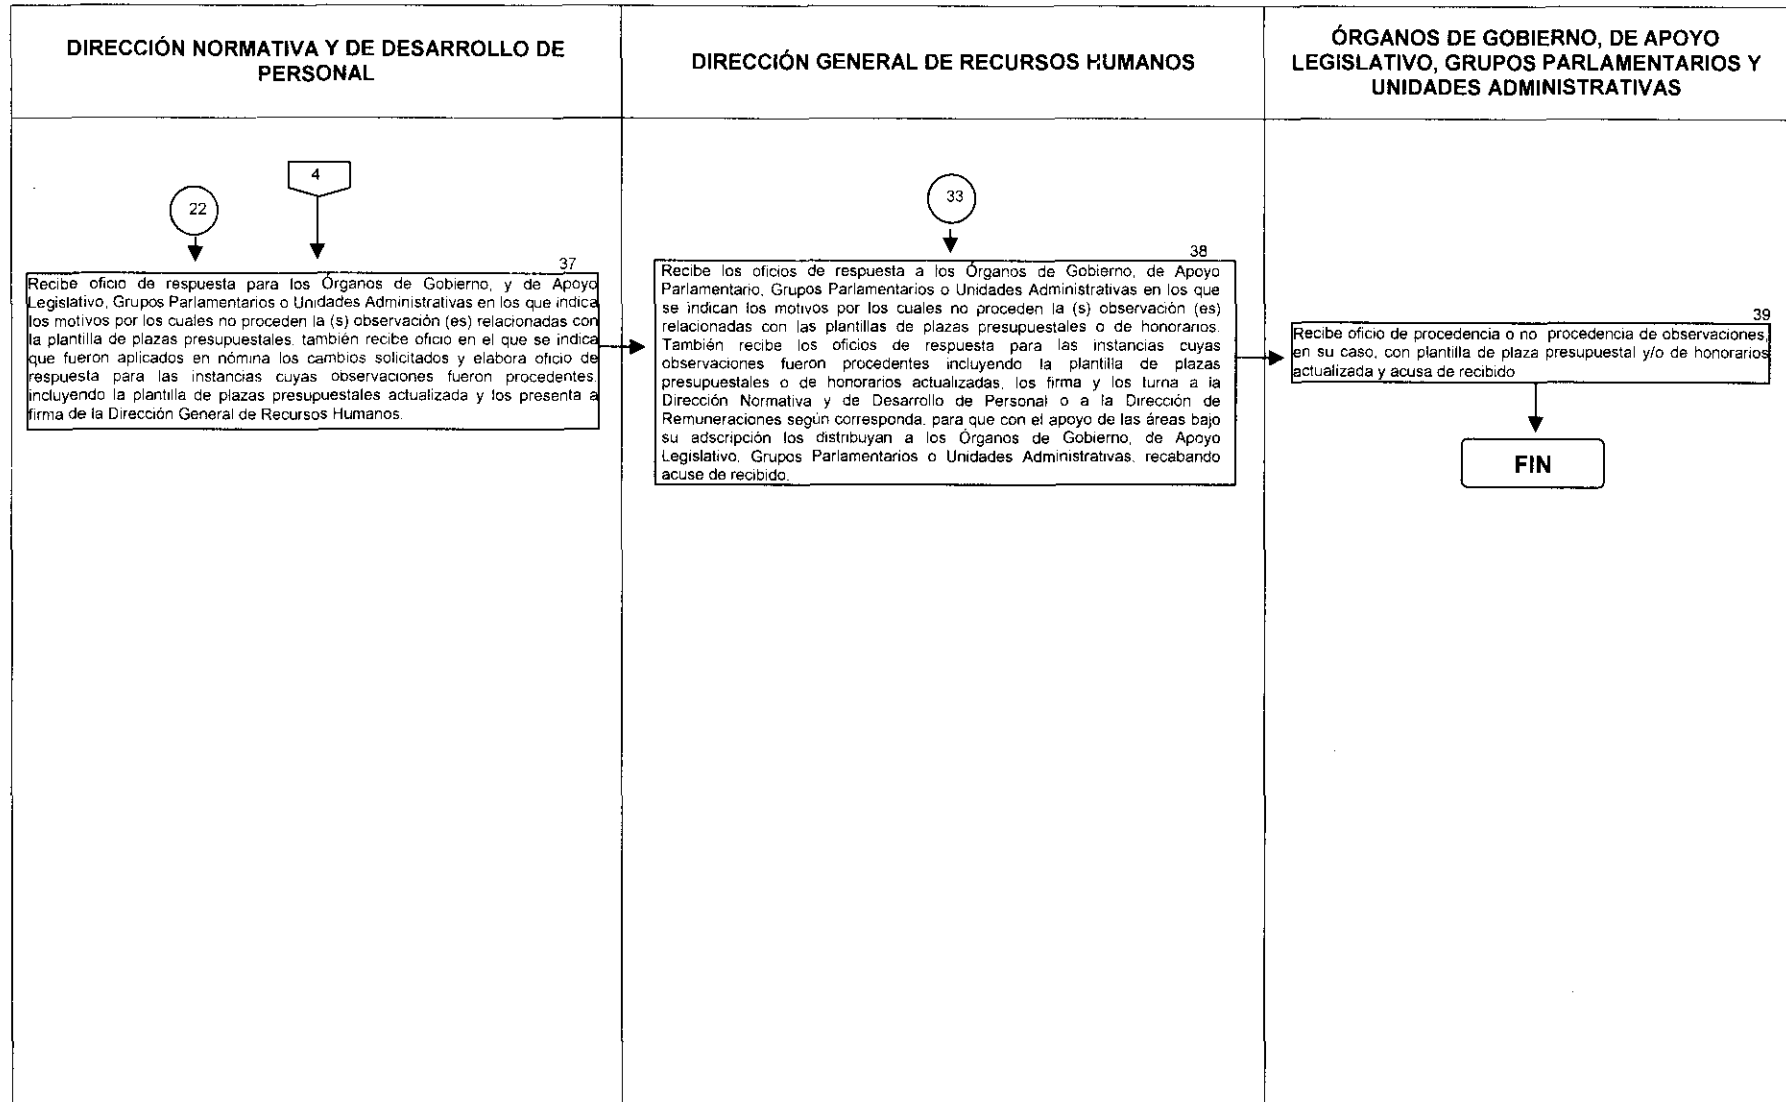 DIRECCIÓN NORMATIVA Y DE DESARROLLO DE
PERSONAL
DIRECCIÓN GENERAL DE RECURSOS HUMANOS
ÓRGANOS DE GOBIERNO, DE APOYO
LEGISLATIVO, GRUPOS PARLAMENTARIOS Y
UNIDADES ADMINISTRATIVAS
22
4
37
Recibe oficio de respuesta para los Órganos de Gobierno, y de Apoyo
Legislativo, Grupos Parlamentarios o Unidades Administrativas en los que indica
los motivos por los cuales no proceden la (s) observación (es) relacionadas con
la plantilla de plazas presupuestales, también recibe oficio en el que se indica
que fueron aplicados en nómina los cambios solicitados y elabora oficio de
respuesta para las instancias cuyas observaciones fueron procedentes,
incluyendo la plantilla de plazas presupuestales actualizada y los presenta a
firma de la Dirección General de Recursos Humanos.
33
38
Recibe los oficios de respuesta a los Órganos de Gobierno, de Apoyo
Parlamentario, Grupos Parlamentarios o Unidades Administrativas en los que
se indican los motivos por los cuales no proceden la (s) observación (es)
relacionadas con las plantillas de plazas presupuestales o de honorarios.
También recibe los oficios de respuesta para las instancias cuyas
observaciones fueron procedentes incluyendo la plantilla de plazas
presupuestales o de honorarios actualizadas, los firma y los turna a la
Dirección Normativa y de Desarrollo de Personal o a la Dirección de
Remuneraciones según corresponda, para que con el apoyo de las áreas bajo
su adscripción los distribuyan a los Órganos de Gobierno, de Apoyo
Legislativo, Grupos Parlamentarios o Unidades Administrativas, recabando
acuse de recibido.
39
Recibe oficio de procedencia o no procedencia de observaciones,
en su caso, con plantilla de plaza presupuestal y/o de honorarios
actualizada y acusa de recibido
FIN